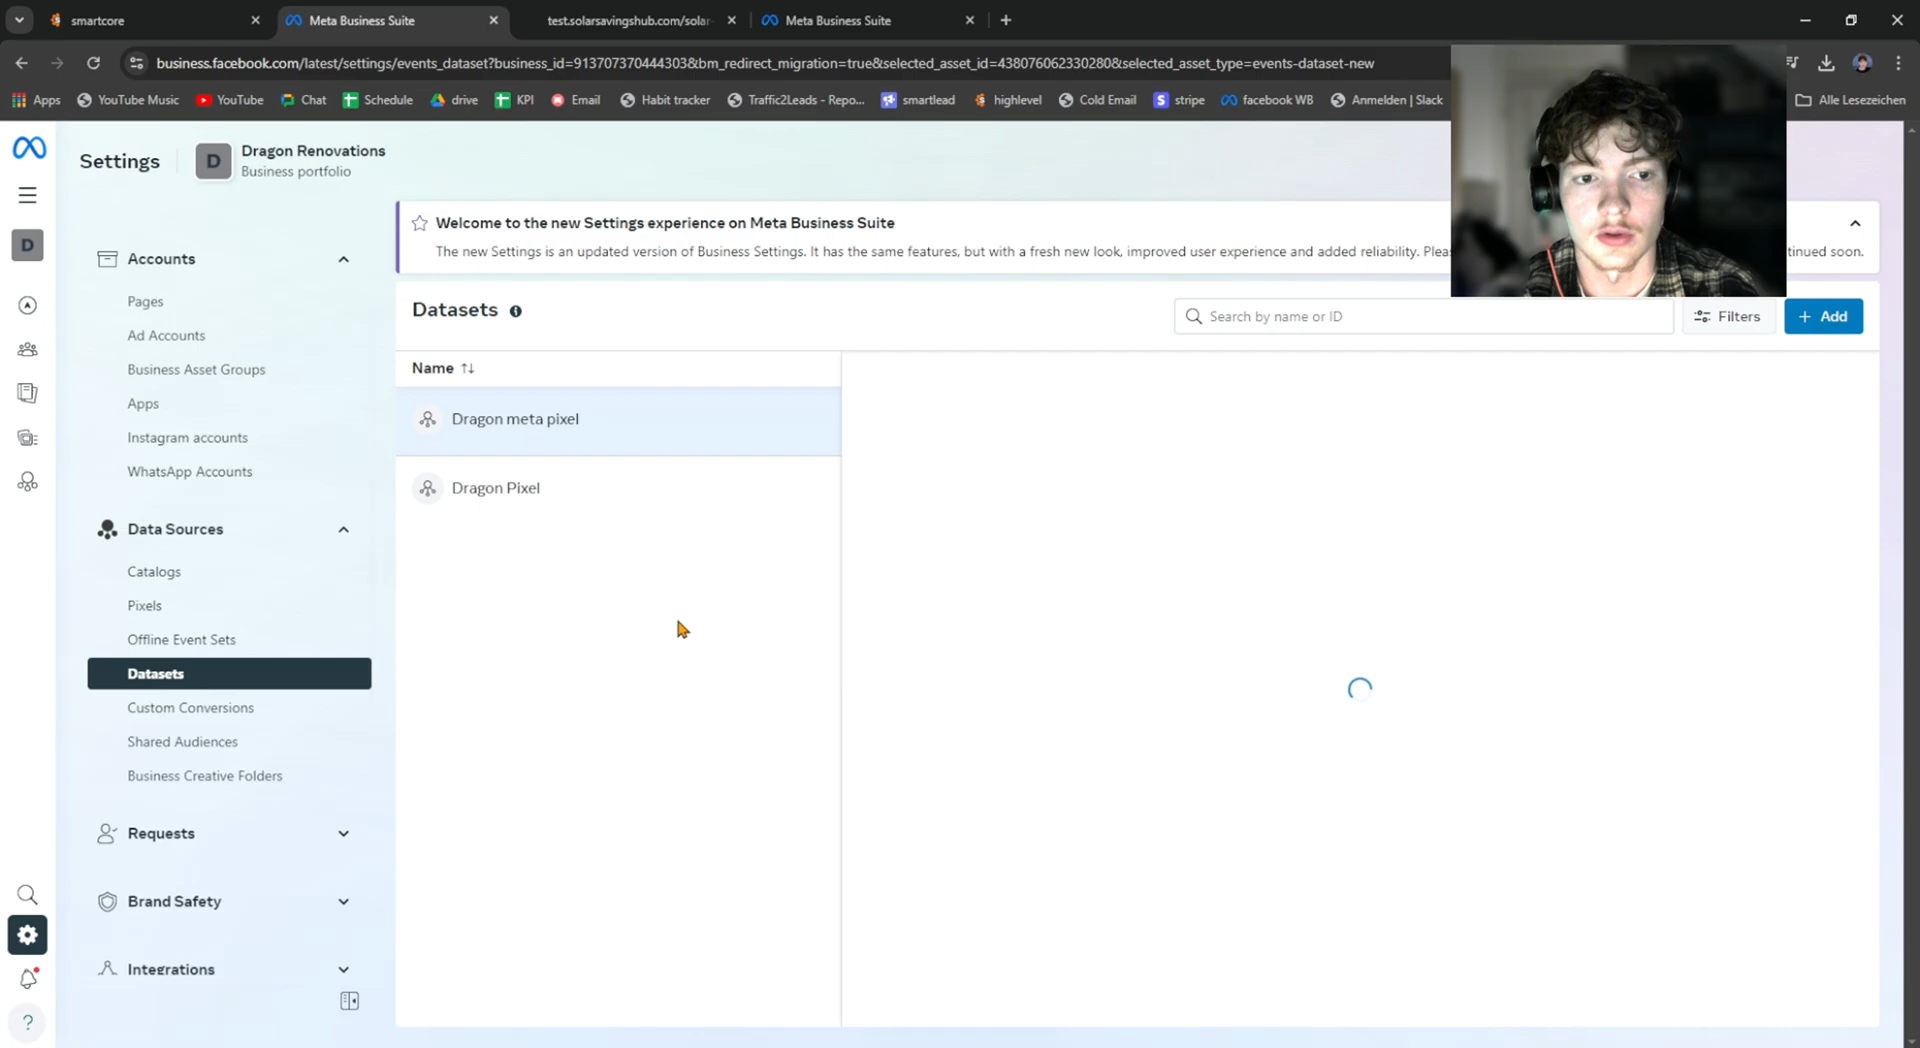 smartcore
Meta Business Suite
test.solarsavingshub.com/solar-
Meta Business Suite
business.facebook.com/latest/settings/events_dataset?business_id=913707370444303&bm_redirect_migration=true&selected_asset_id=438076062330280&selected_asset_type=events-dataset-new
Apps
YouTube Music
YouTube
Chat
Schedule
drive
KPI
Email
Habit tracker
Traffic2Leads - Repo...
smartlead
highlevel
Cold Email
stripe
facebook WB
Anmelden | Slack
Alle Lesezeichen
Settings
D
Dragon Renovations
Business portfolio
D
Welcome to the new Settings experience on Meta Business Suite
The new Settings is an updated version of Business Settings. It has the same features, but with a fresh new look, improved user experience and added reliability. Plea
tinued soon.
Accounts
Pages
Ad Accounts
Business Asset Groups
Apps
Instagram accounts
WhatsApp Accounts
Data Sources
Catalogs
Pixels
Offline Event Sets
Datasets
Custom Conversions
Shared Audiences
Business Creative Folders
Requests
Brand Safety
Integrations
Datasets
Search by name or ID
Filters
+ Add
Name
Dragon meta pixel
Dragon Pixel